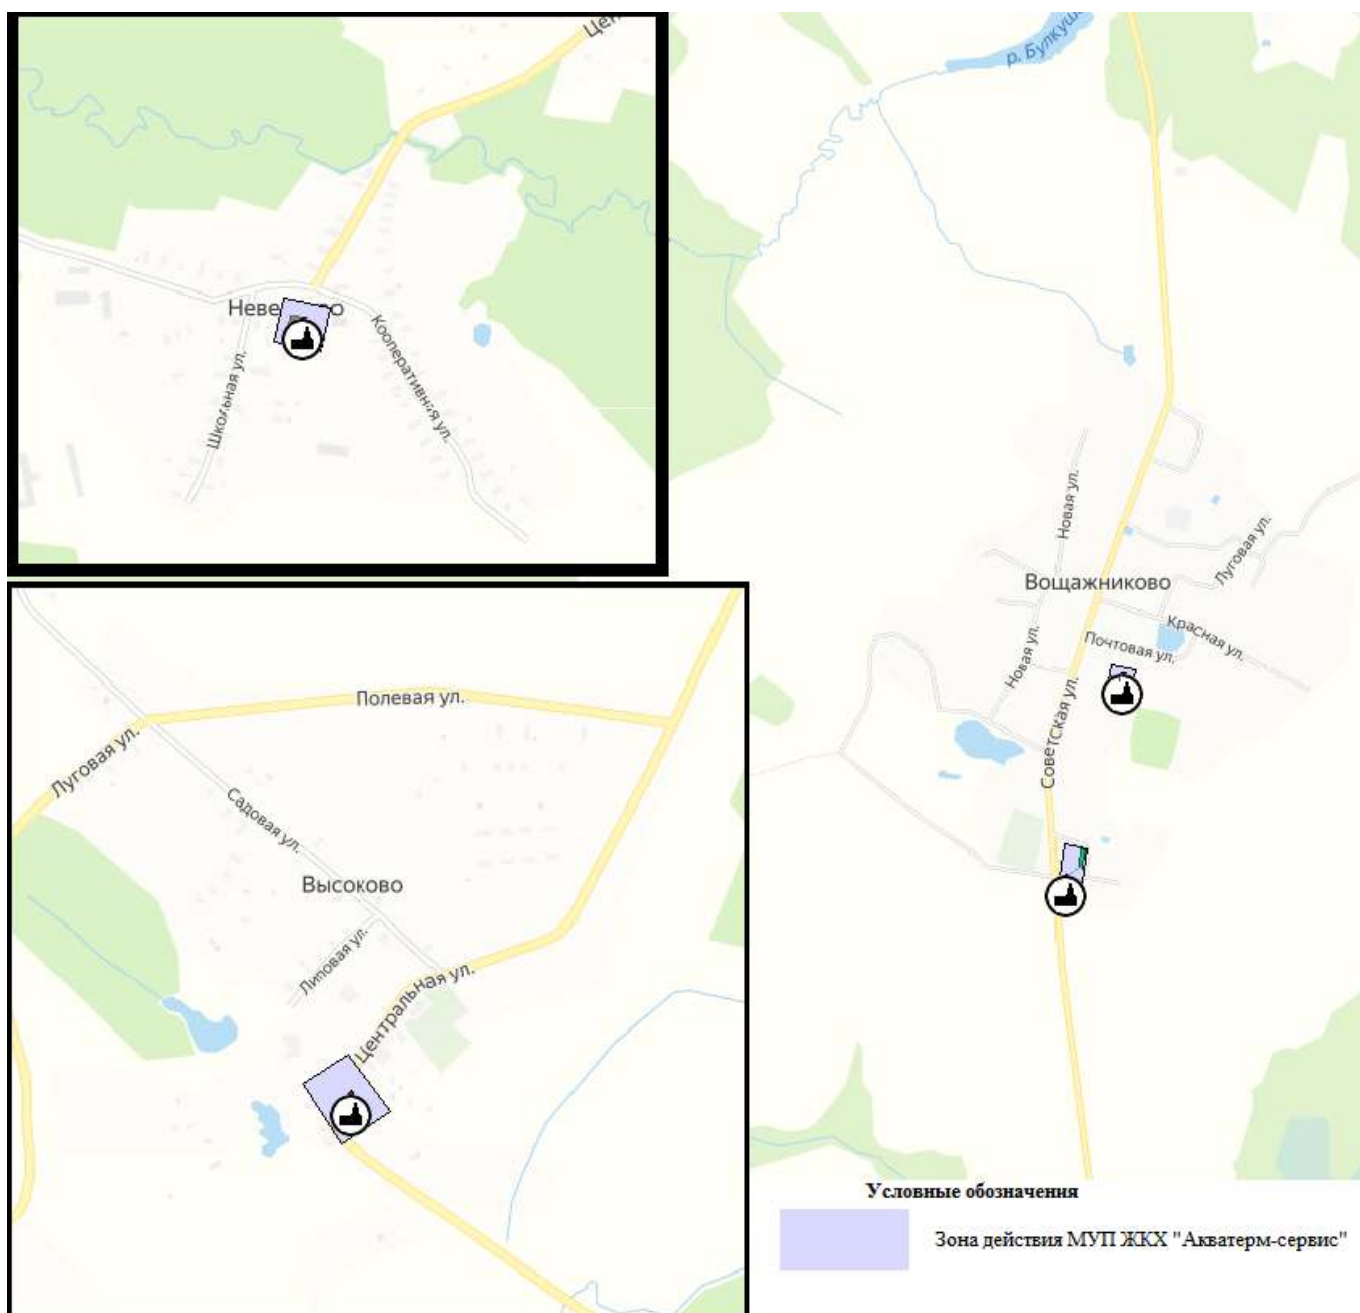 р. Булкуша
Школьная ул.
Кооперативная ул.
Новая ул.
Луговая ул.
Вощажниково
Красная ул.
Почтовая ул.
Новая ул.
Советская ул.
Полевая ул.
Луговая ул.
Садовая ул.
Высоково
Липовая ул.
Центральная ул.
Условные обозначения
Зона действия МУП ЖКХ "Акватерм-сервис"